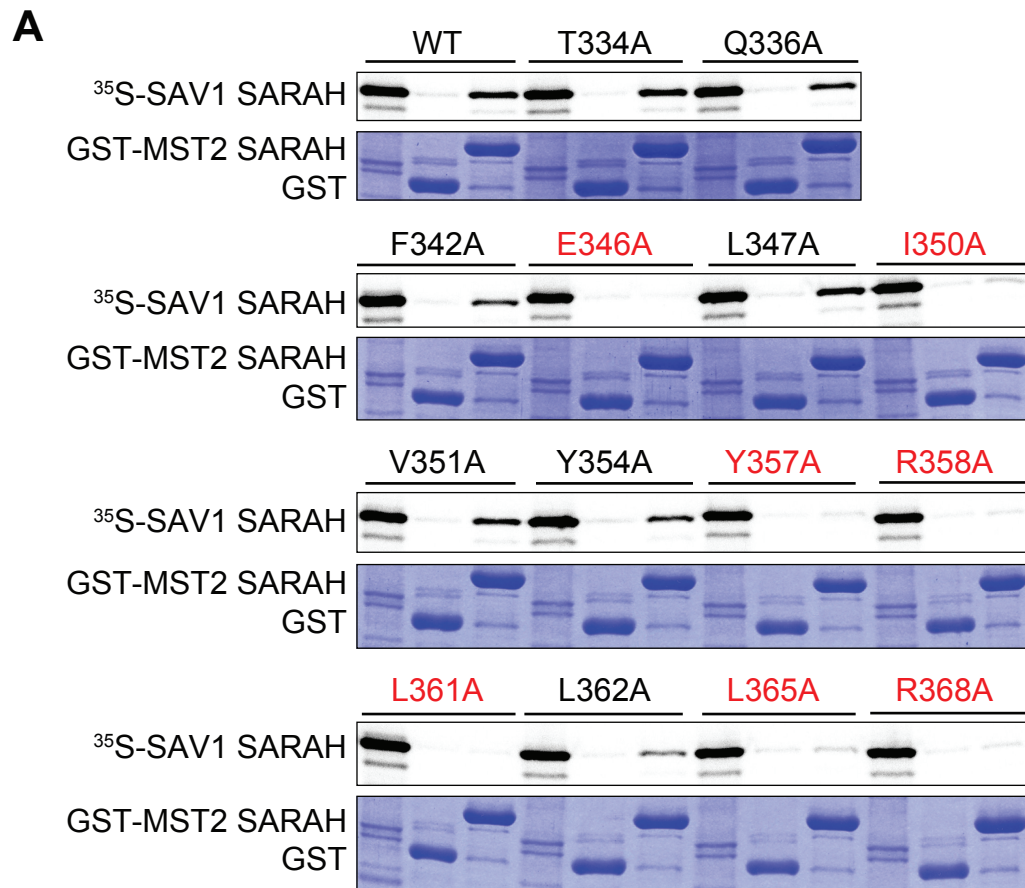 A
WT T334A Q336A
³⁵S-SAV1 SARAH
GST-MST2 SARAH
GST
F342A E346A L347A I350A
³⁵S-SAV1 SARAH
GST-MST2 SARAH
GST
V351A Y354A Y357A R358A
³⁵S-SAV1 SARAH
GST-MST2 SARAH
GST
L361A L362A L365A R368A
³⁵S-SAV1 SARAH
GST-MST2 SARAH
GST